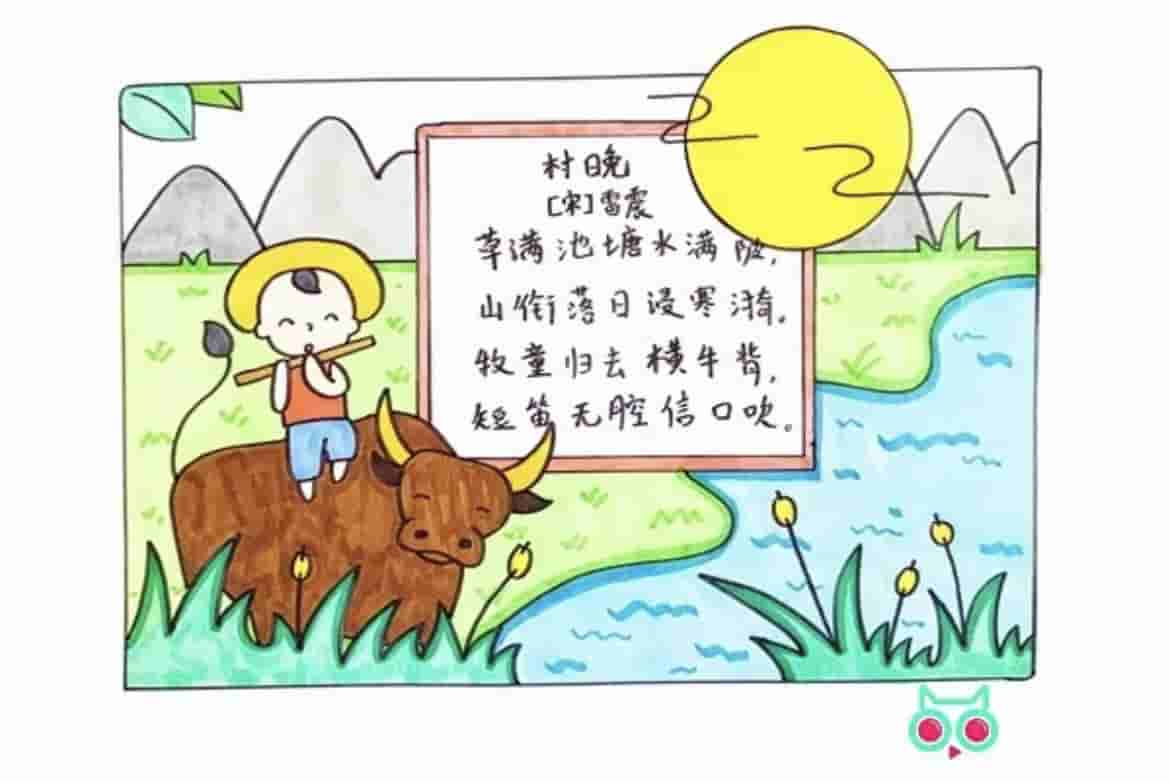 村晚
[宋]雷震
草满池塘水满陂，
山衔落日浸寒漪。
牧童归去横牛背，
短笛无腔信口吹。